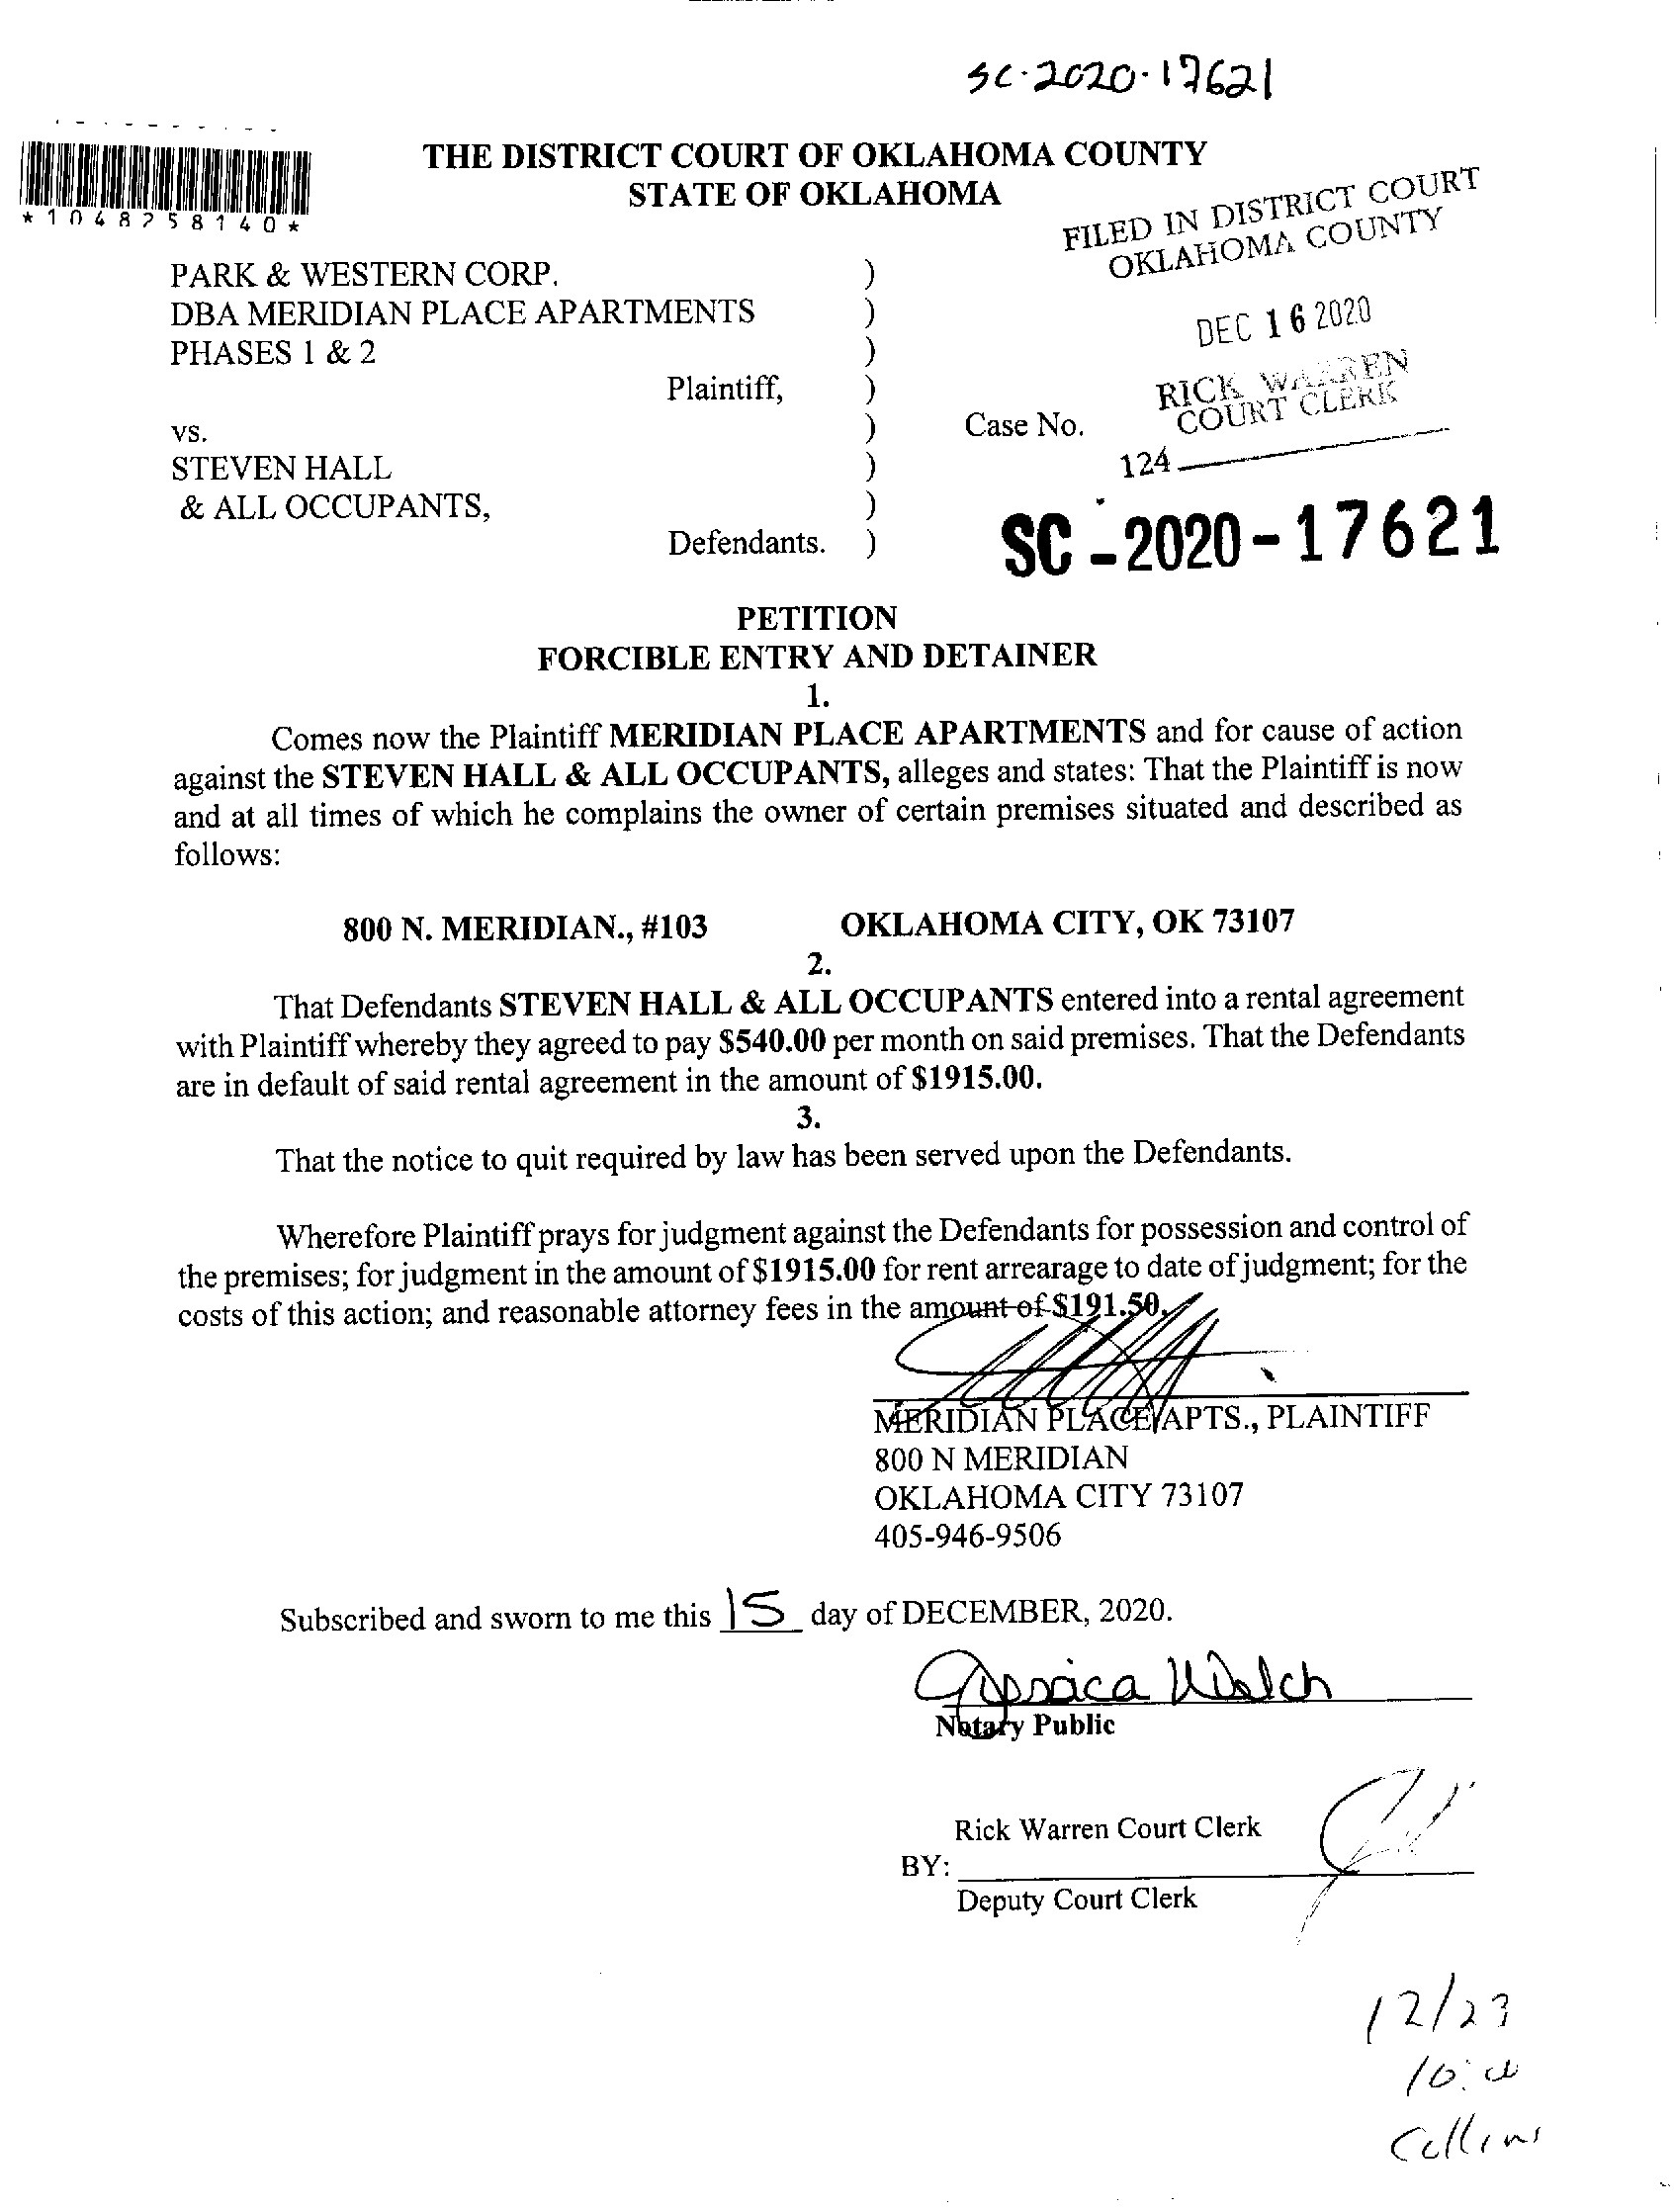 SC-2020-17621
*1048258140*
THE DISTRICT COURT OF OKLAHOMA COUNTY
STATE OF OKLAHOMA
FILED IN DISTRICT COURT
OKLAHOMA COUNTY
DEC 16 2020
RICK WARREN
COURT CLERK
124
PARK & WESTERN CORP. )
DBA MERIDIAN PLACE APARTMENTS )
PHASES 1 & 2 )
Plaintiff, )
vs. ) Case No.
STEVEN HALL )
& ALL OCCUPANTS, )
Defendants. )
SC-2020-17621
PETITION
FORCIBLE ENTRY AND DETAINER
1.
Comes now the Plaintiff MERIDIAN PLACE APARTMENTS and for cause of action
against the STEVEN HALL & ALL OCCUPANTS, alleges and states: That the Plaintiff is now
and at all times of which he complains the owner of certain premises situated and described as
follows:
800 N. MERIDIAN., #103 OKLAHOMA CITY, OK 73107
2.
That Defendants STEVEN HALL & ALL OCCUPANTS entered into a rental agreement
with Plaintiff whereby they agreed to pay $540.00 per month on said premises. That the Defendants
are in default of said rental agreement in the amount of $1915.00.
3.
That the notice to quit required by law has been served upon the Defendants.
Wherefore Plaintiff prays for judgment against the Defendants for possession and control of
the premises; for judgment in the amount of $1915.00 for rent arrearage to date of judgment; for the
costs of this action; and reasonable attorney fees in the amount of $191.50.
MERIDIAN PLACE APTS., PLAINTIFF
800 N MERIDIAN
OKLAHOMA CITY 73107
405-946-9506
Subscribed and sworn to me this 15 day of DECEMBER, 2020.
Jessica Welch
Notary Public
Rick Warren Court Clerk
BY:
Deputy Court Clerk
12/23
Collins